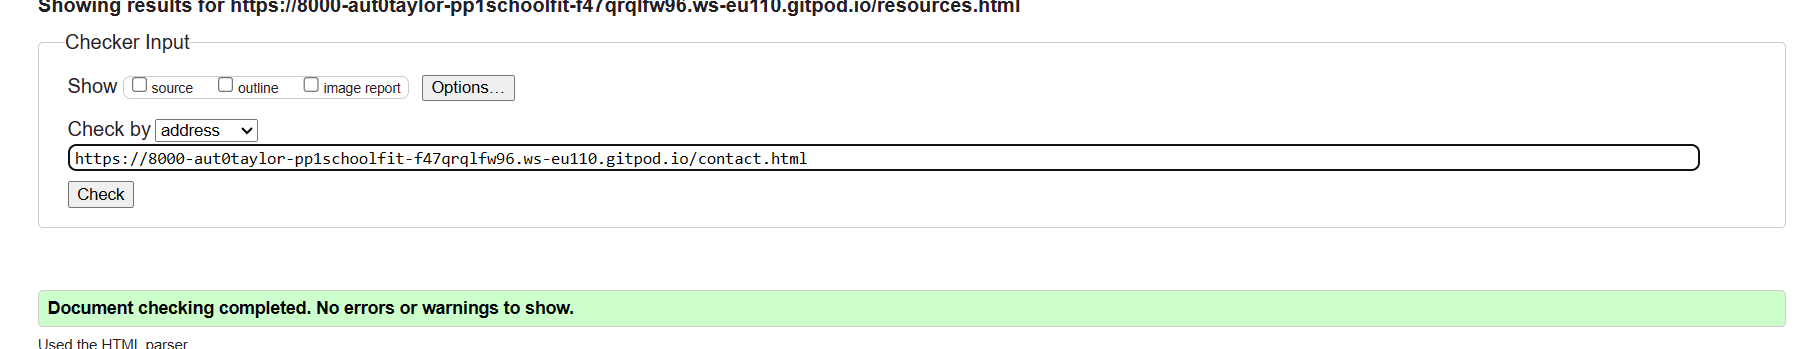 Showing results for https://8000-aut0taylor-pp1schoolfit-f47qrqlfw96.ws-eu110.gitpod.io/resources.html
Checker Input
Show source outline image report Options...
Check by address
https://8000-aut0taylor-pp1schoolfit-f47qrqlfw96.ws-eu110.gitpod.io/contact.html
Check
Document checking completed. No errors or warnings to show.
Used the HTML parser